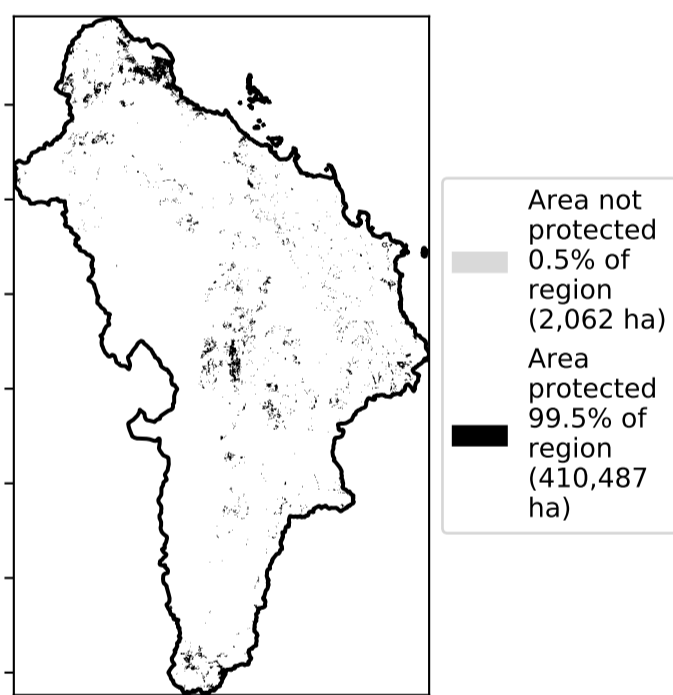 Area not
protected
0.5% of
region
(2,062 ha)
Area
protected
99.5% of
region
(410,487
ha)